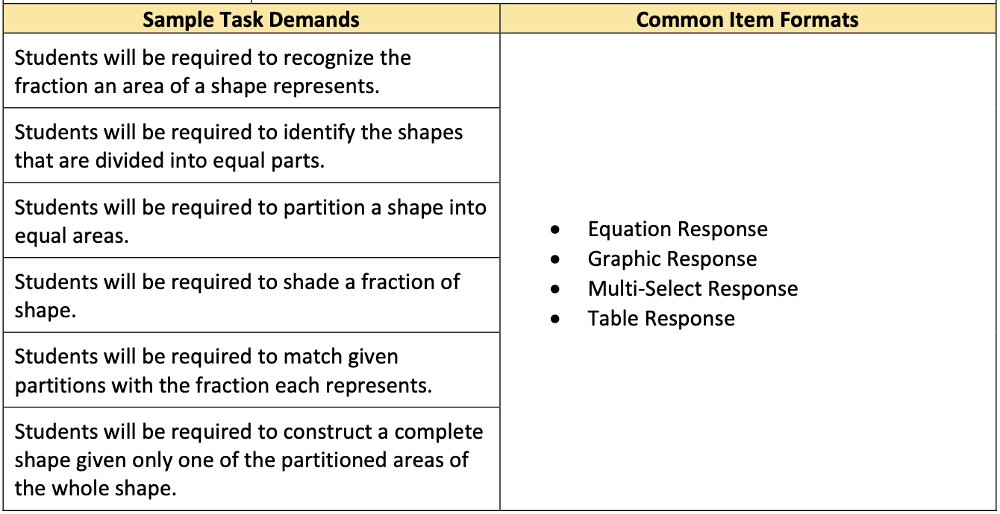 Sample Task Demands
Common Item Formats
Students will be required to recognize the
fraction an area of a shape represents.
Students will be required to identify the shapes
that are divided into equal parts.
Students will be required to partition a shape into
equal areas.
Students will be required to shade a fraction of
shape.
Students will be required to match given
partitions with the fraction each represents.
Students will be required to construct a complete
shape given only one of the partitioned areas of
the whole shape.
• Equation Response
• Graphic Response
• Multi-Select Response
• Table Response